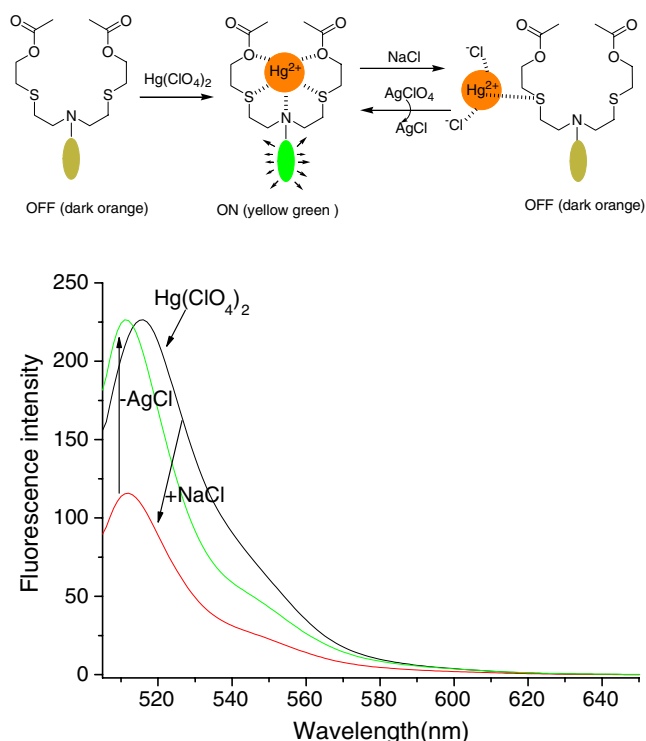 O O
O O
S S
N
OFF (dark orange)
Hg(ClO4)2
O O
O O
Hg2+
S S
N
ON (yellow green )
NaCl
AgClO4
AgCl
O O
-Cl O O
Hg2+
-Cl S S
N
OFF (dark orange)
250
200
150
100
50
0
Fluorescence intensity
Hg(ClO4)2
-AgCl
+NaCl
520 540 560 580 600 620 640
Wavelength(nm)